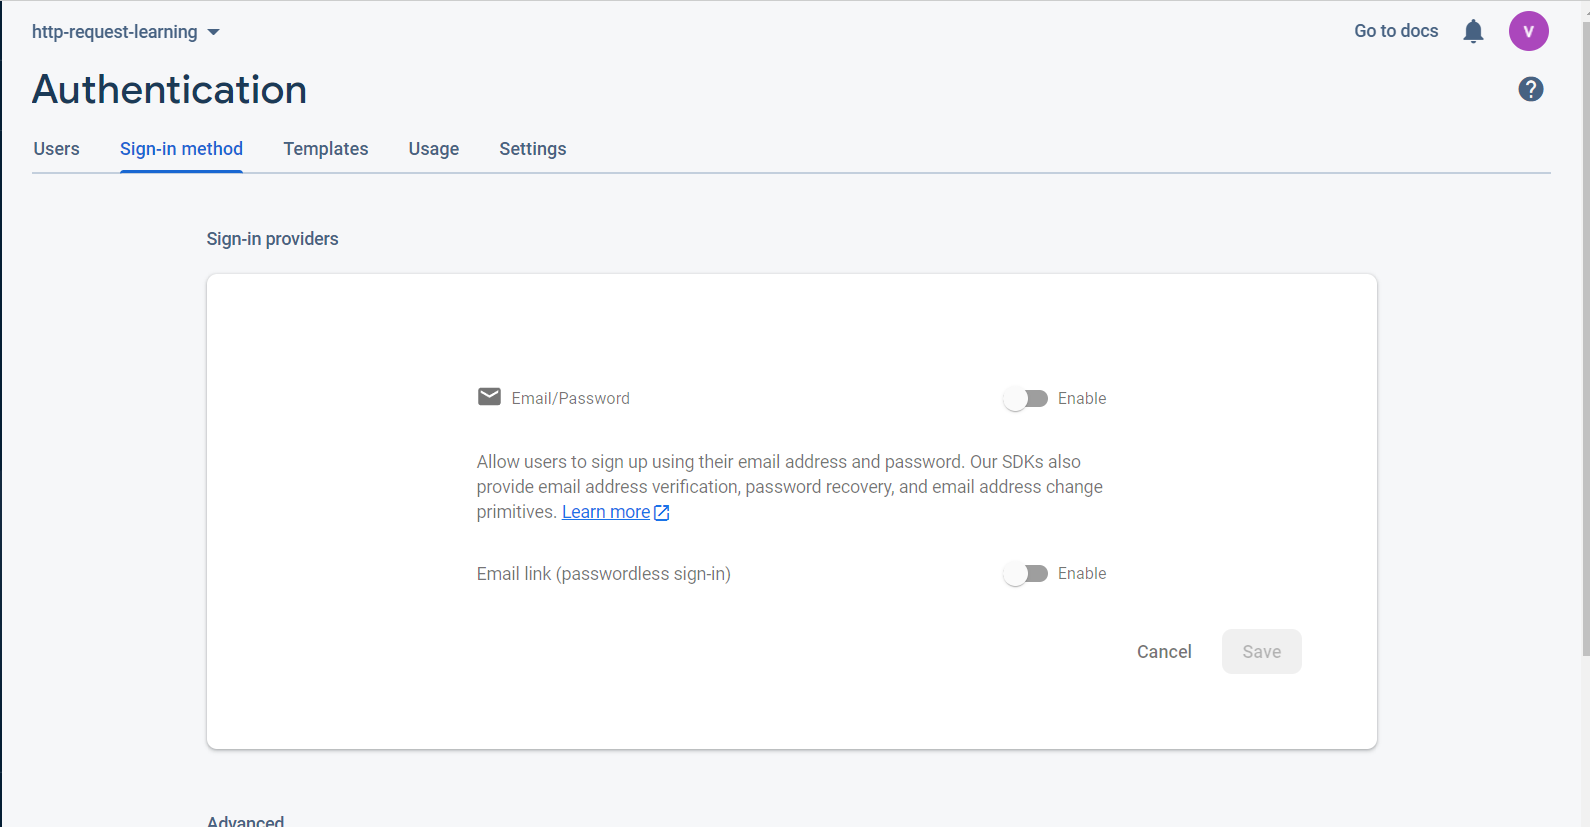 http-request-learning
Go to docs
V
Authentication
?
Users Sign-in method Templates Usage Settings
Sign-in providers
Email/Password
Enable
Allow users to sign up using their email address and password. Our SDKs also
provide email address verification, password recovery, and email address change
primitives. Learn more
Email link (passwordless sign-in)
Enable
Cancel
Save
Advanced